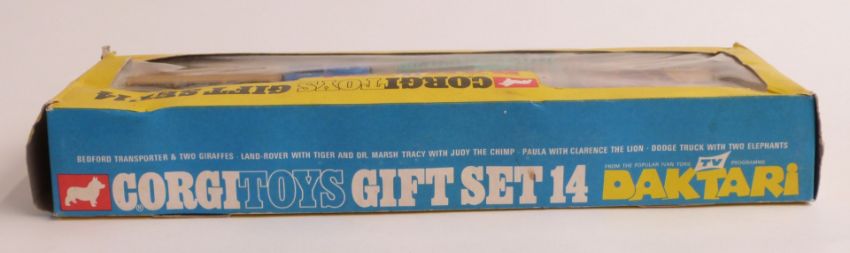 CORGI TOYS
GIFT SET 14
BEDFORD TRANSPORTER & TWO GIRAFFES · LAND-ROVER WITH TIGER AND DR. MARSH TRACY WITH JUDY THE CHIMP · PAULA WITH CLARENCE THE LION · DODGE TRUCK WITH TWO ELEPHANTS
FROM THE POPULAR IVAN TORS TV PROGRAMME
® CORGI TOYS GIFT SET 14 DAKTARI